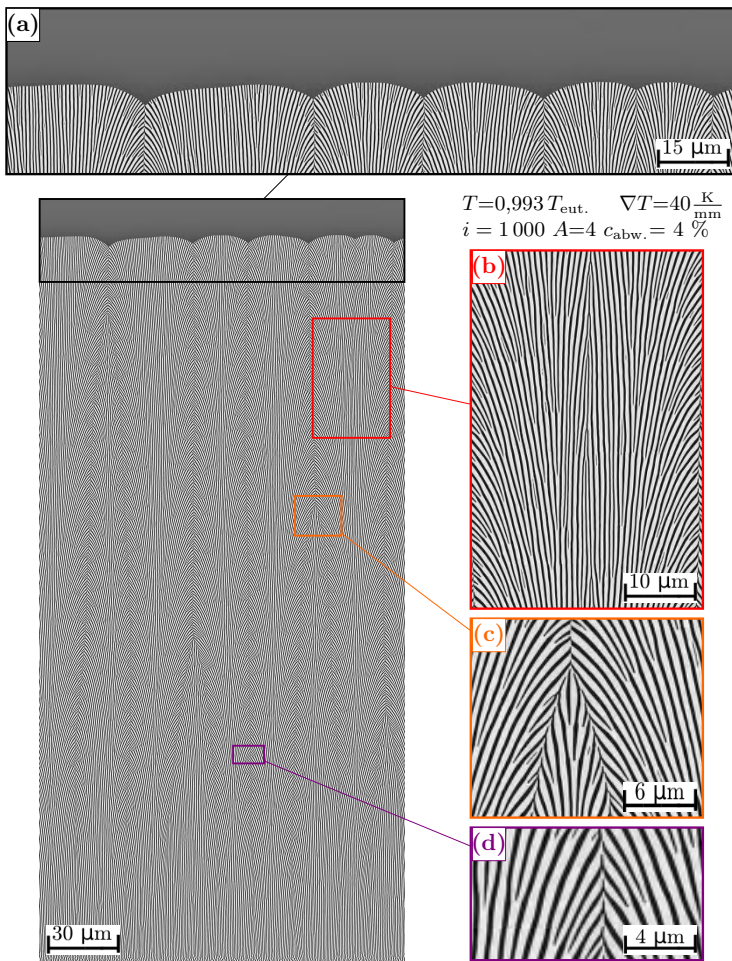 (a)
15 µm
T=0,993 T_eut. ∇T=40 K/mm
i = 1 000 A=4 c_abw.= 4 %
(b)
10 µm
(c)
6 µm
(d)
30 µm
4 µm